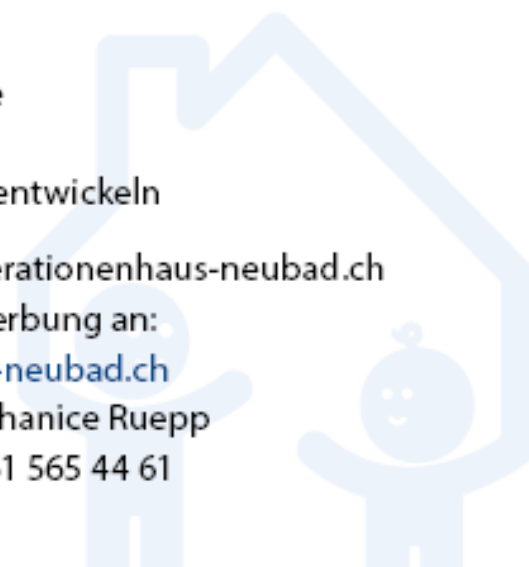 e
entwickeln
erationenhaus-neubad.ch
erbung an:
-neubad.ch
hanice Ruepp
1 565 44 61